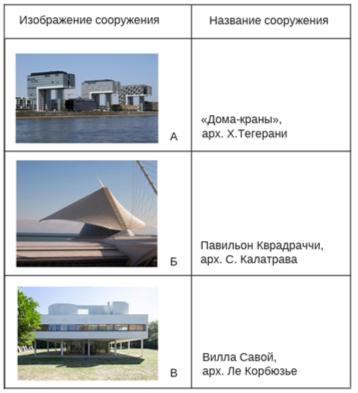 Изображение сооружения
Название сооружения
А
«Дома-краны»,
арх. Х.Тегерани
Б
Павильон Квадраччи,
арх. С. Калатрава
В
Вилла Савой,
арх. Ле Корбюзье